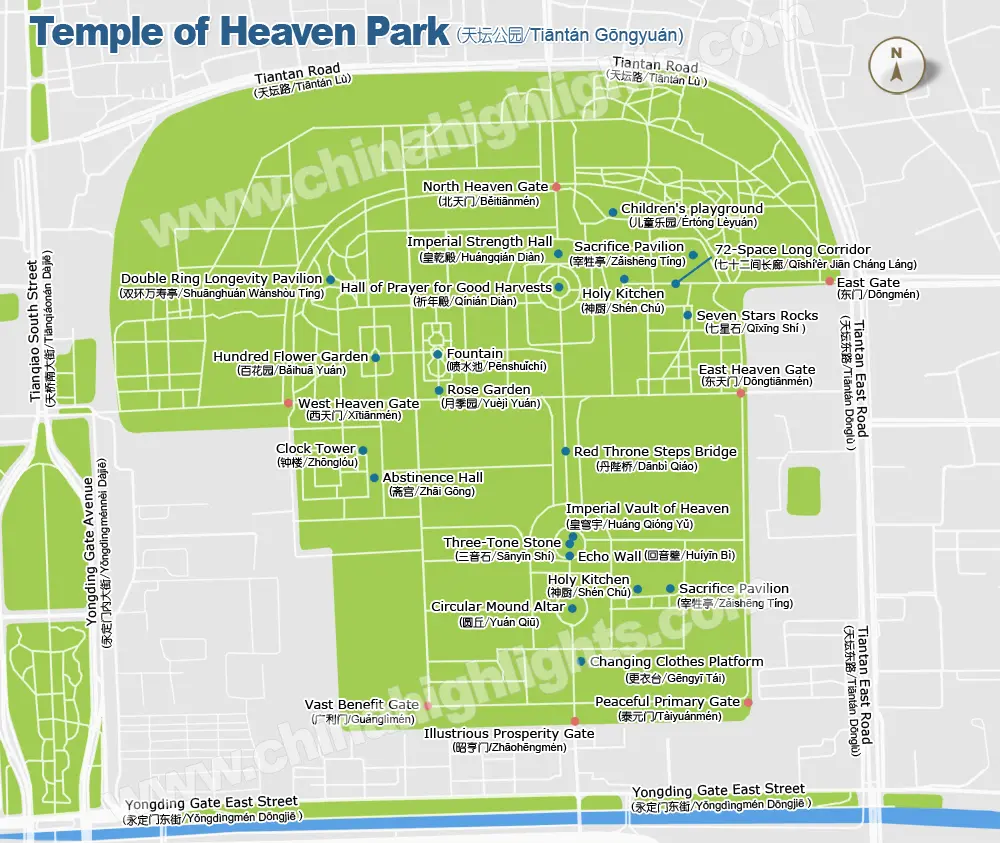 Temple of Heaven Park (天坛公园/Tiāntán Gōngyuán)
www.chinahighlights.com
N
Tiantan Road
(天坛路/Tiāntán Lù)
Tiantan Road
(天坛路/Tiāntán Lù )
North Heaven Gate
(北天门/Běitiānmén)
Children's playground
(儿童乐园/Értóng Lèyuán)
Imperial Strength Hall
(皇乾殿/Huángqián Diàn)
Sacrifice Pavilion
(宰牲亭/Zǎishēng Tíng)
72-Space Long Corridor
(七十二间长廊/Qīshí'èr Jiān Cháng Láng)
Double Ring Longevity Pavilion
(双环万寿亭/Shuānghuán Wànshòu Tíng)
Hall of Prayer for Good Harvests
(祈年殿/Qínián Diàn)
Holy Kitchen
(神厨/Shén Chú)
East Gate
(东门/Dōngmén)
Seven Stars Rocks
(七星石/Qīxīng Shí )
Tianqiao South Street
(天桥南大街/Tiānqiáonán Dàjiē)
Tiantan East Road
(天坛东路/Tiāntán Dōnglù )
Hundred Flower Garden
(百花园/Bǎihuā Yuán)
Fountain
(喷水池/Pēnshuǐchí)
East Heaven Gate
(东天门/Dōngtiānmén)
Rose Garden
(月季园/Yuèjì Yuán)
West Heaven Gate
(西天门/Xītiānmén)
Clock Tower
(钟楼/Zhōnglóu)
Red Throne Steps Bridge
(丹陛桥/Dānbì Qiáo)
Abstinence Hall
(斋宫/Zhāi Gōng)
Yongding Gate Avenue
(永定门内大街/Yǒngdìngménnèi Dàjiē)
Imperial Vault of Heaven
(皇穹宇/Huáng Qióng Yǔ)
Three-Tone Stone
(三音石/Sānyīn Shí)
Echo Wall (回音壁/Huíyīn Bì)
Holy Kitchen
(神厨/Shén Chú)
Sacrifice Pavilion
(宰牲亭/Zǎishēng Tíng)
Circular Mound Altar
(圆丘/Yuán Qiū)
Changing Clothes Platform
(更衣台/Gēngyī Tái)
Tiantan East Road
(天坛东路/Tiāntán Dōnglù)
Vast Benefit Gate
(广利门/Guǎnglìmén)
Peaceful Primary Gate
(泰元门/Tàiyuánmén)
Illustrious Prosperity Gate
(昭亨门/Zhāohēngmén)
www.chinahighlights.com
Yongding Gate East Street
(永定门东街/Yǒngdìngmén Dōngjiē )
Yongding Gate East Street
(永定门东街/Yǒngdìngmén Dōngjiē )